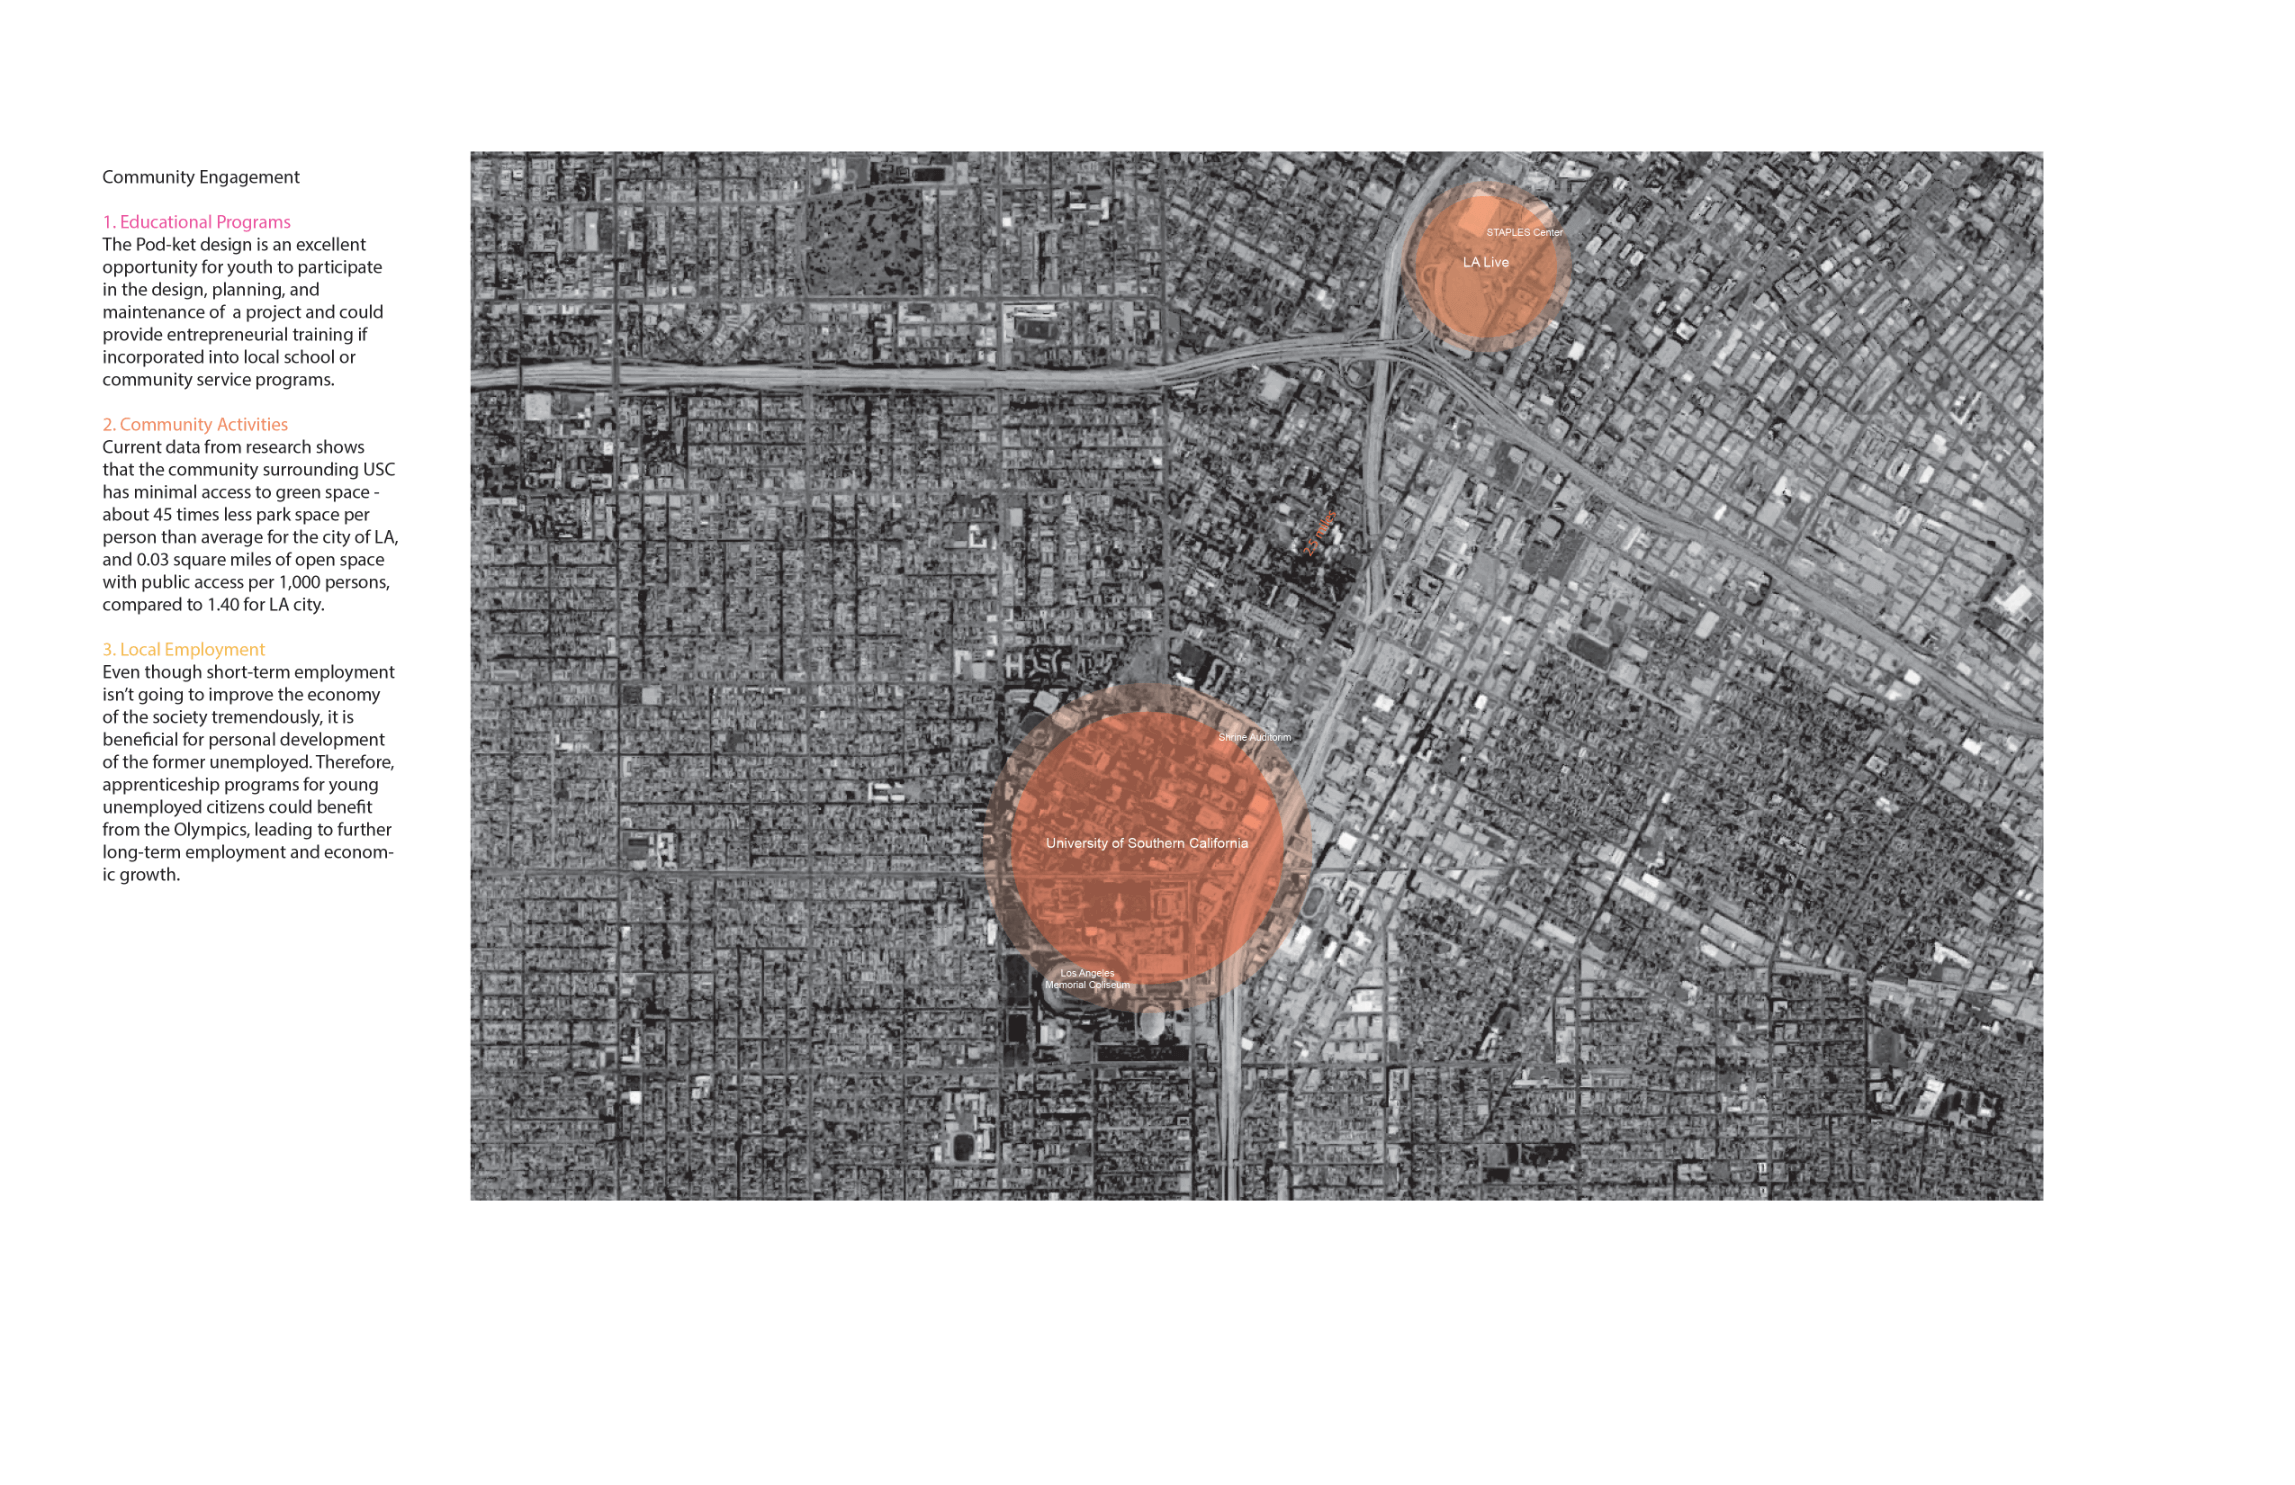 Community Engagement
1. Educational Programs
The Pod-ket design is an excellent
opportunity for youth to participate
in the design, planning, and
maintenance of  a project and could
provide entrepreneurial training if
incorporated into local school or
community service programs.
2. Community Activities
Current data from research shows
that the community surrounding USC
has minimal access to green space -
about 45 times less park space per
person than average for the city of LA,
and 0.03 square miles of open space
with public access per 1,000 persons,
compared to 1.40 for LA city.
3. Local Employment
Even though short-term employment
isn’t going to improve the economy
of the society tremendously, it is
beneficial for personal development
of the former unemployed. Therefore,
apprenticeship programs for young
unemployed citizens could benefit
from the Olympics, leading to further
long-term employment and econom-
ic growth.
STAPLES Center
LA Live
2.5 miles
Shrine Auditorim
University of Southern California
Los Angeles
Memorial Coliseum